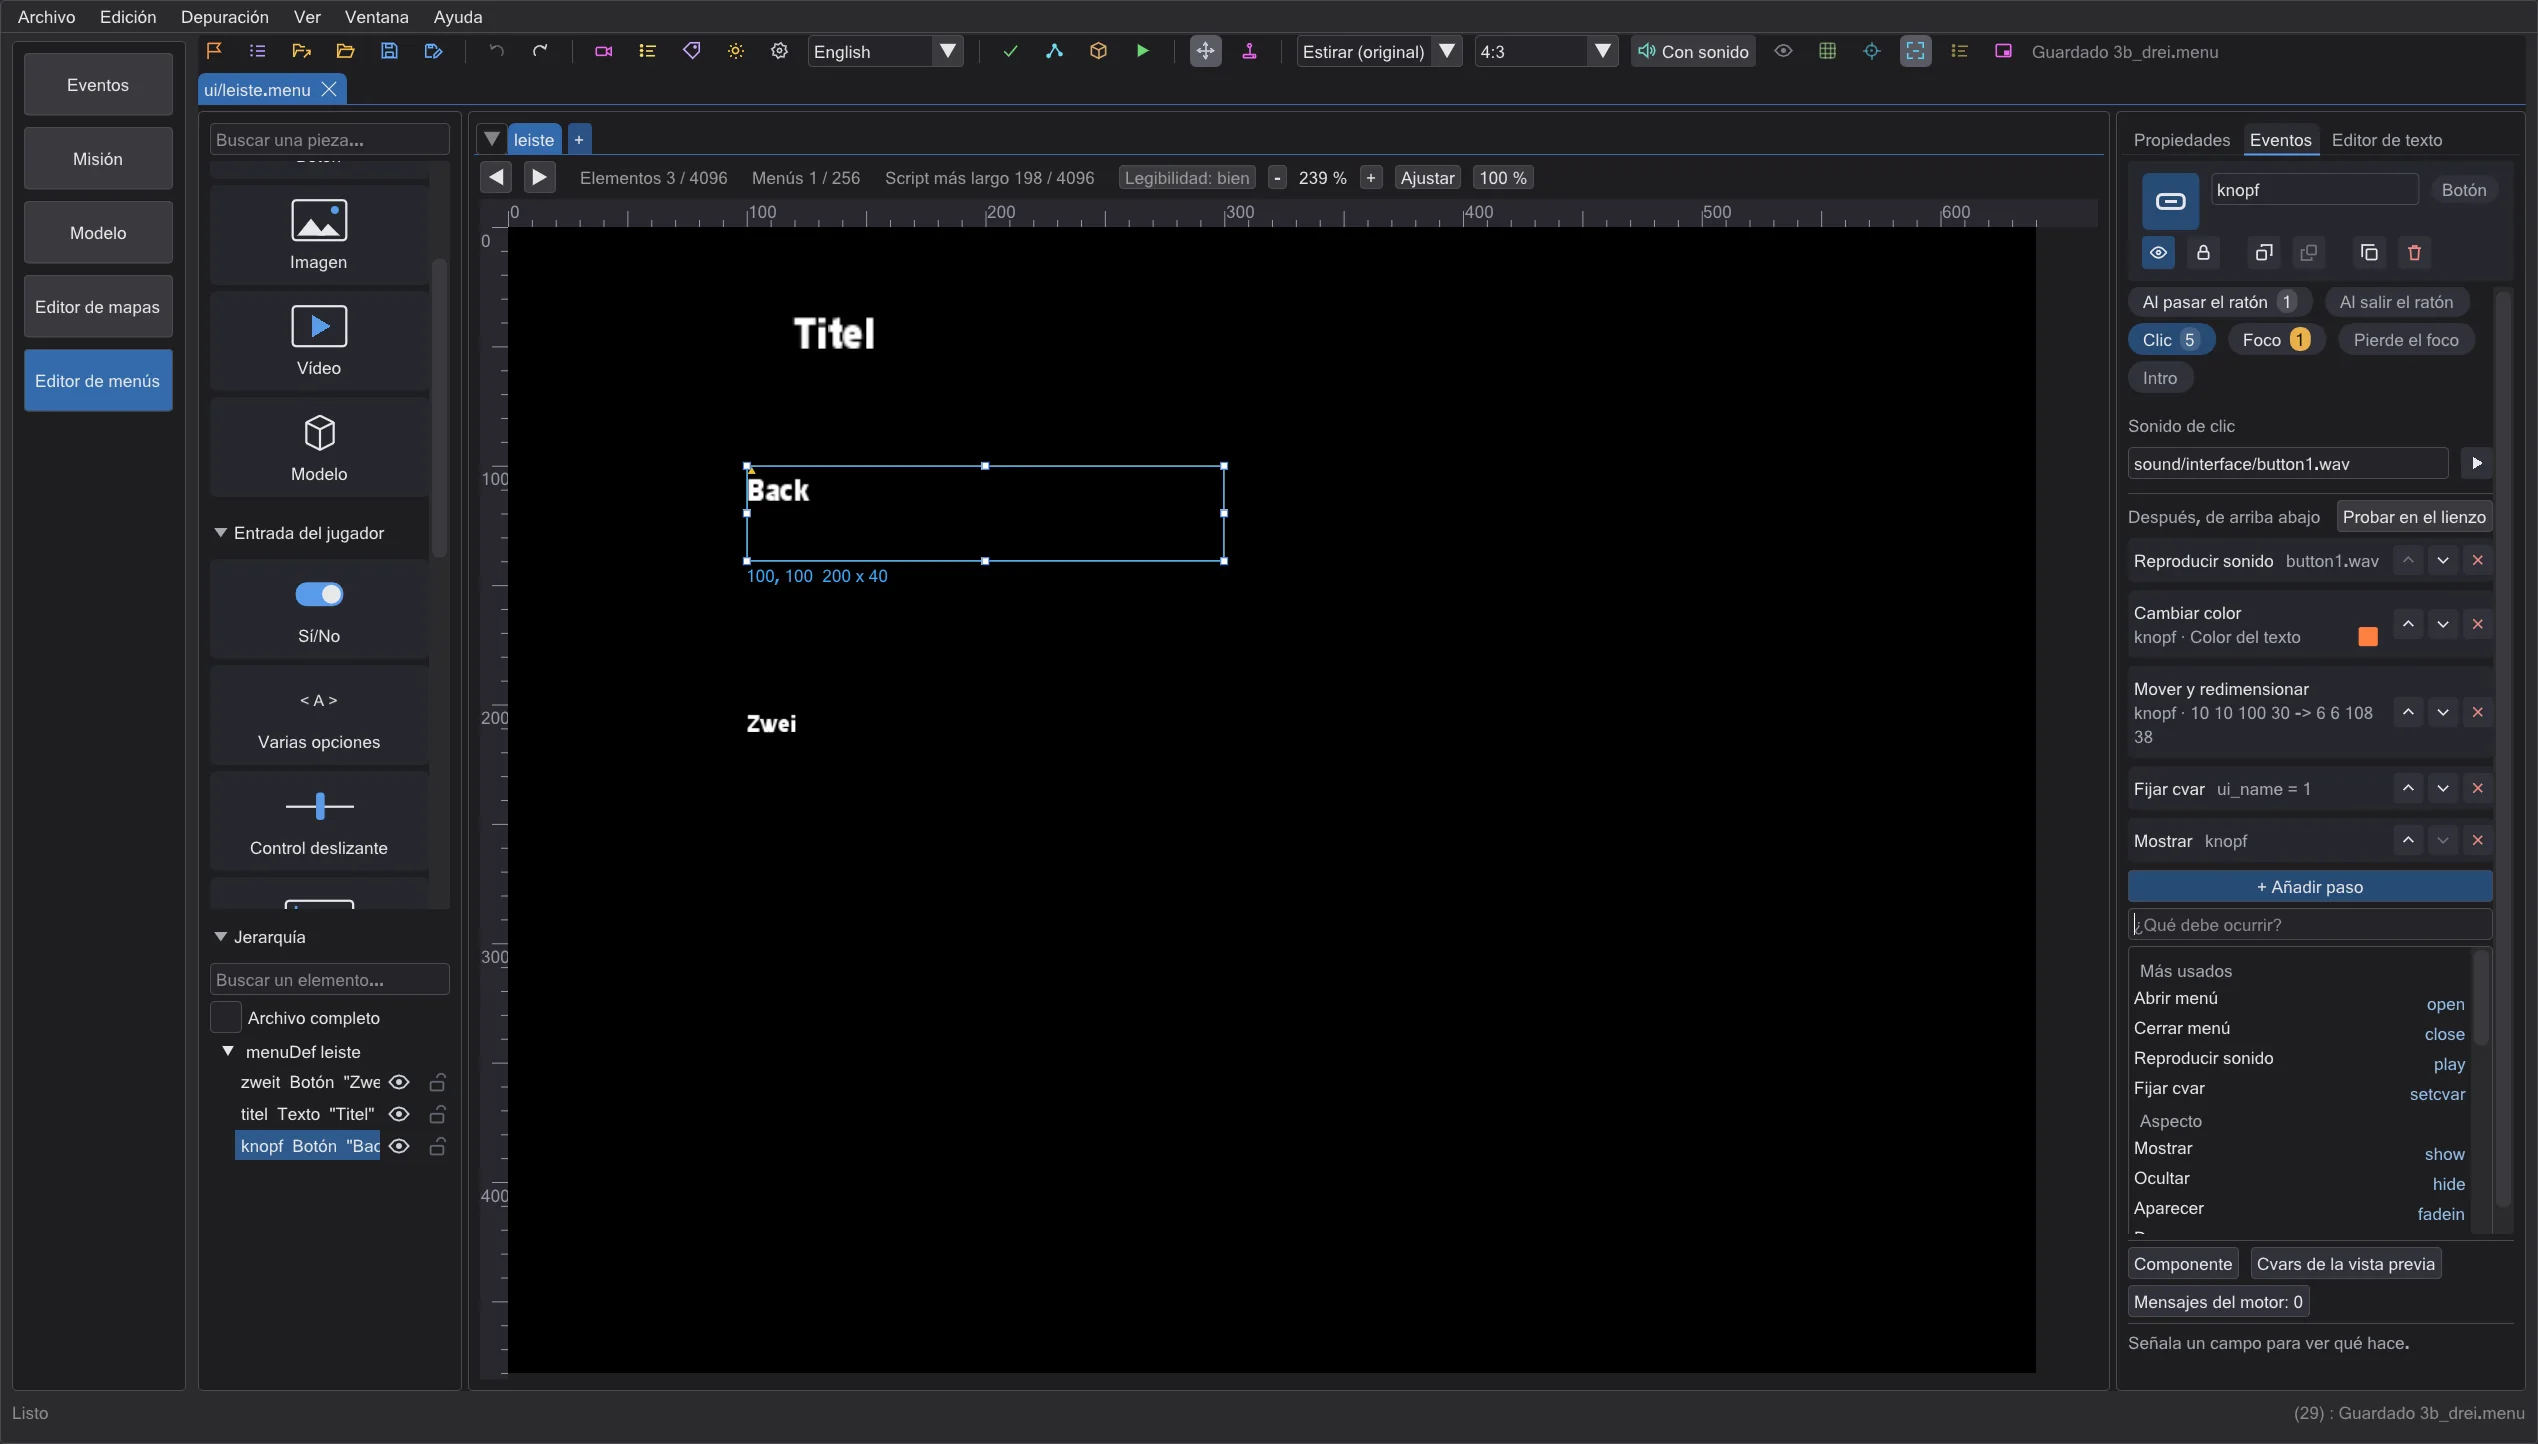 Archivo Edición Depuración Ver Ventana Ayuda
English
Estirar (original)
4:3
Con sonido
Guardado 3b_drei.menu
Eventos
Misión
Modelo
Editor de mapas
Editor de menús
ui/leiste.menu
Buscar una pieza...
Imagen
Vídeo
Modelo
Entrada del jugador
Sí/No
< A >
Varias opciones
Control deslizante
Jerarquía
Buscar un elemento...
Archivo completo
menuDef leiste
zweit Botón "Zwe
titel Texto "Titel"
knopf Botón "Bac
leiste +
Elementos 3 / 4096 Menús 1 / 256 Script más largo 198 / 4096 Legibilidad: bien - 239 % + Ajustar 100 %
0 100 200 300 400 500 600
0
100
200
300
400
Titel
Back
100, 100 200 x 40
Zwei
Propiedades Eventos Editor de texto
knopf Botón
Al pasar el ratón 1 Al salir el ratón
Clic 5 Foco 1 Pierde el foco
Intro
Sonido de clic
sound/interface/button1.wav
Después, de arriba abajo Probar en el lienzo
Reproducir sonido button1.wav
Cambiar color
knopf · Color del texto
Mover y redimensionar
knopf · 10 10 100 30 -> 6 6 108
38
Fijar cvar ui_name = 1
Mostrar knopf
+ Añadir paso
¿Qué debe ocurrir?
Más usados
Abrir menú open
Cerrar menú close
Reproducir sonido play
Fijar cvar setcvar
Aspecto
Mostrar show
Ocultar hide
Aparecer fadein
Componente Cvars de la vista previa
Mensajes del motor: 0
Señala un campo para ver qué hace.
Listo
(29) : Guardado 3b_drei.menu